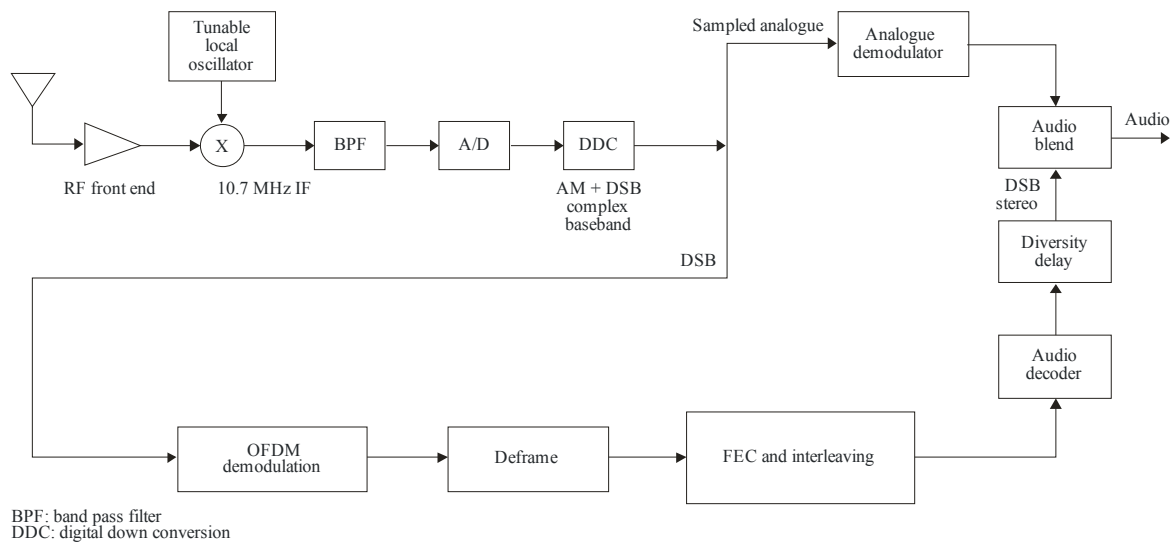 Tunable
local
oscillator
Sampled analogue
Analogue
demodulator
X
BPF
A/D
DDC
Audio
blend
Audio
RF front end
10.7 MHz IF
AM + DSB
complex
baseband
DSB
stereo
DSB
Diversity
delay
Audio
decoder
OFDM
demodulation
Deframe
FEC and interleaving
BPF: band pass filter
DDC: digital down conversion